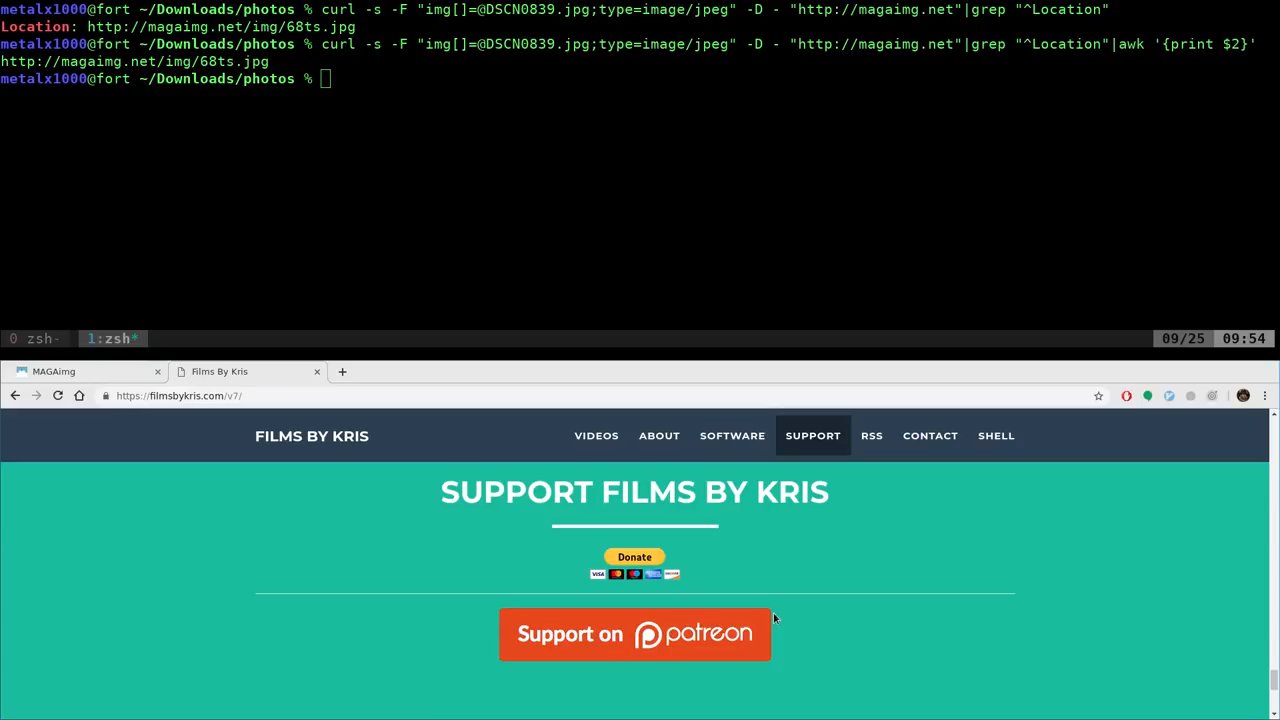 metalx1000@fort ~/Downloads/photos % curl -s -F "img[]=@DSCN0839.jpg;type=image/jpeg" -D - "http://magaimg.net"|grep "^Location"
Location: http://magaimg.net/img/68ts.jpg
metalx1000@fort ~/Downloads/photos % curl -s -F "img[]=@DSCN0839.jpg;type=image/jpeg" -D - "http://magaimg.net"|grep "^Location"|awk '{print $2}'
http://magaimg.net/img/68ts.jpg
metalx1000@fort ~/Downloads/photos %
0 zsh- 1:zsh* 09/25 09:54
MAGAimg Films By Kris
https://filmsbykris.com/v7/
FILMS BY KRIS VIDEOS ABOUT SOFTWARE SUPPORT RSS CONTACT SHELL
SUPPORT FILMS BY KRIS
Donate
VISA
Support on patreon